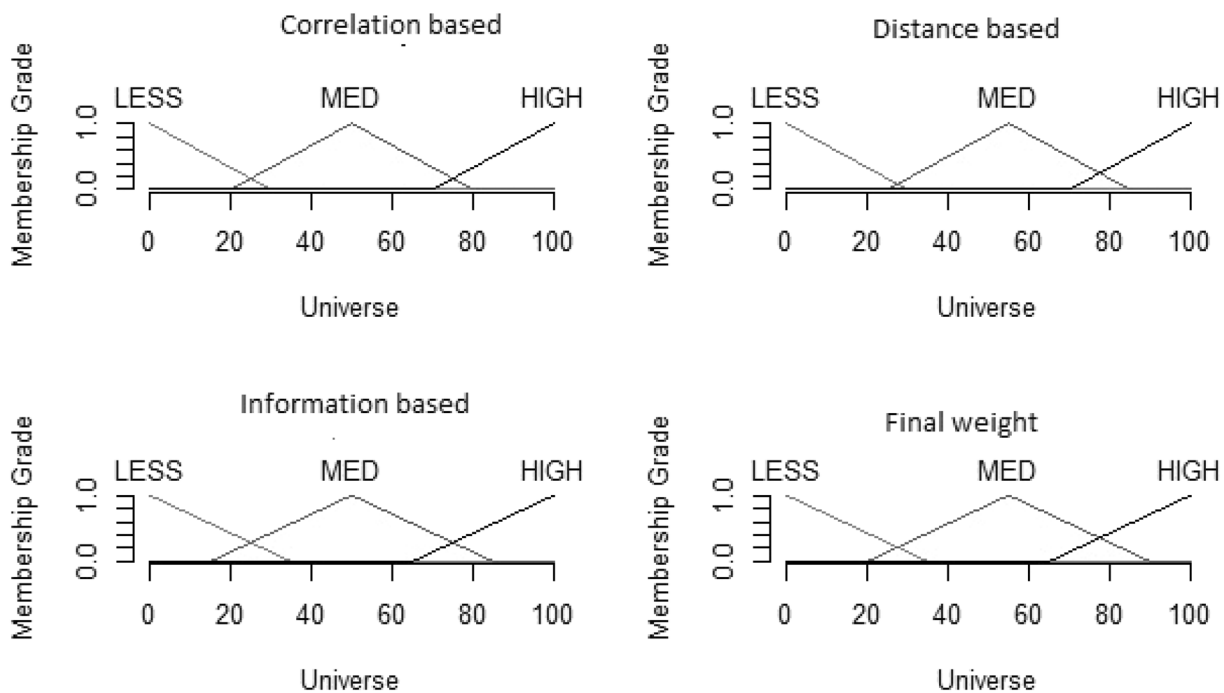 Correlation based
Membership Grade
1.0
0.0
LESS MED HIGH
0 20 40 60 80 100
Universe
Distance based
Membership Grade
1.0
0.0
LESS MED HIGH
0 20 40 60 80 100
Universe
Information based
Membership Grade
1.0
0.0
LESS MED HIGH
0 20 40 60 80 100
Universe
Final weight
Membership Grade
1.0
0.0
LESS MED HIGH
0 20 40 60 80 100
Universe